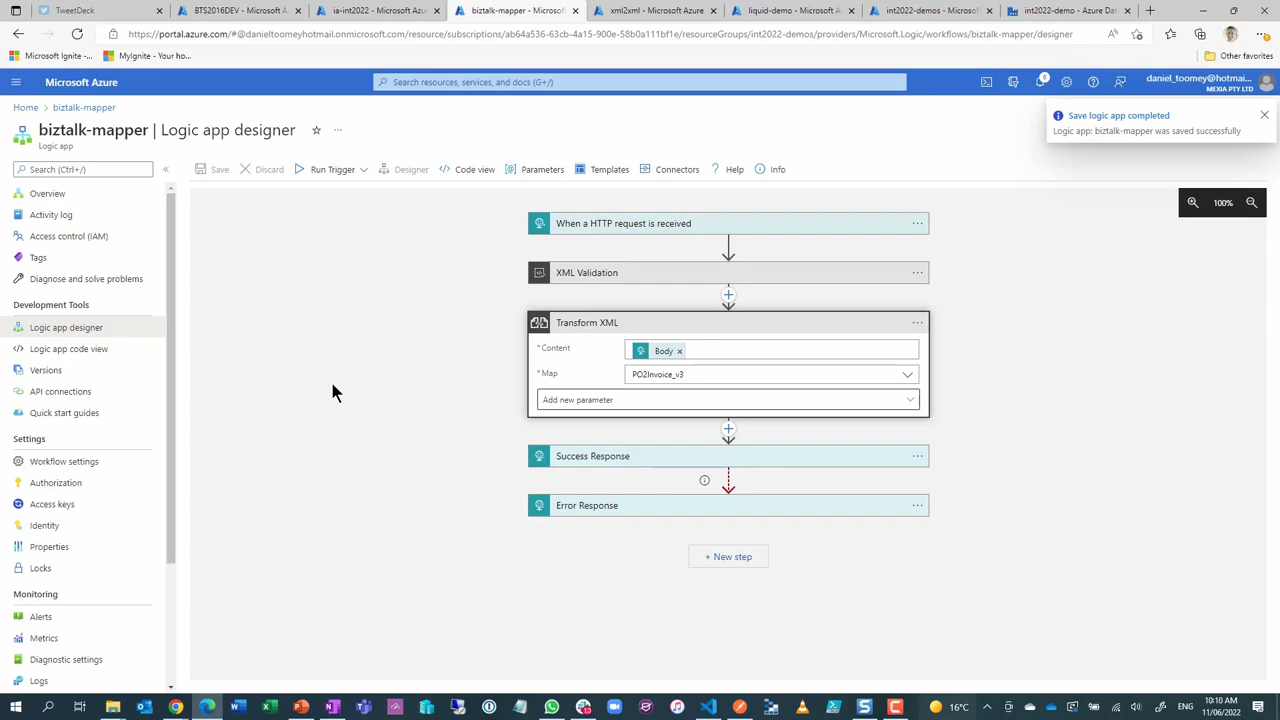 TweetDeck
BTS2016DEV - Microsoft A
ia-int2022 - Microsoft Az
biztalk-mapper - Microsof
xml2xml - Microsoft Azu
liquid-demo - Microsoft A
int2022-demos - Microsof
int-demo - Azure Dat
https://portal.azure.com/#@danieltoomeyhotmail.onmicrosoft.com/resource/subscriptions/ab64a536-63cb-4a15-900e-58b0a111bf1e/resourceGroups/int2022-demos/providers/Microsoft.Logic/workflows/biztalk-mapper/designer
Microsoft Ignite -...
MyIgnite - Your ho...
Other favorites
Microsoft Azure
Search resources, services, and docs (G+/)
6
daniel_toomey@hotmai...
MEXIA PTY LTD
Home > biztalk-mapper
biztalk-mapper | Logic app designer
Logic app
Save logic app completed
Logic app: biztalk-mapper was saved successfully
Search (Ctrl+/)
Save
Discard
Run Trigger
Designer
Code view
Parameters
Templates
Connectors
Help
Info
Overview
Activity log
Access control (IAM)
Tags
Diagnose and solve problems
Development Tools
Logic app designer
Logic app code view
Versions
API connections
Quick start guides
Settings
Workflow settings
Authorization
Access keys
Identity
Properties
Locks
Monitoring
Alerts
Metrics
Diagnostic settings
Logs
100%
When a HTTP request is received
XML Validation
Transform XML
* Content
Body
* Map
PO2Invoice_v3
Add new parameter
Success Response
Error Response
+ New step
16°C
ENG
10:10 AM
11/06/2022